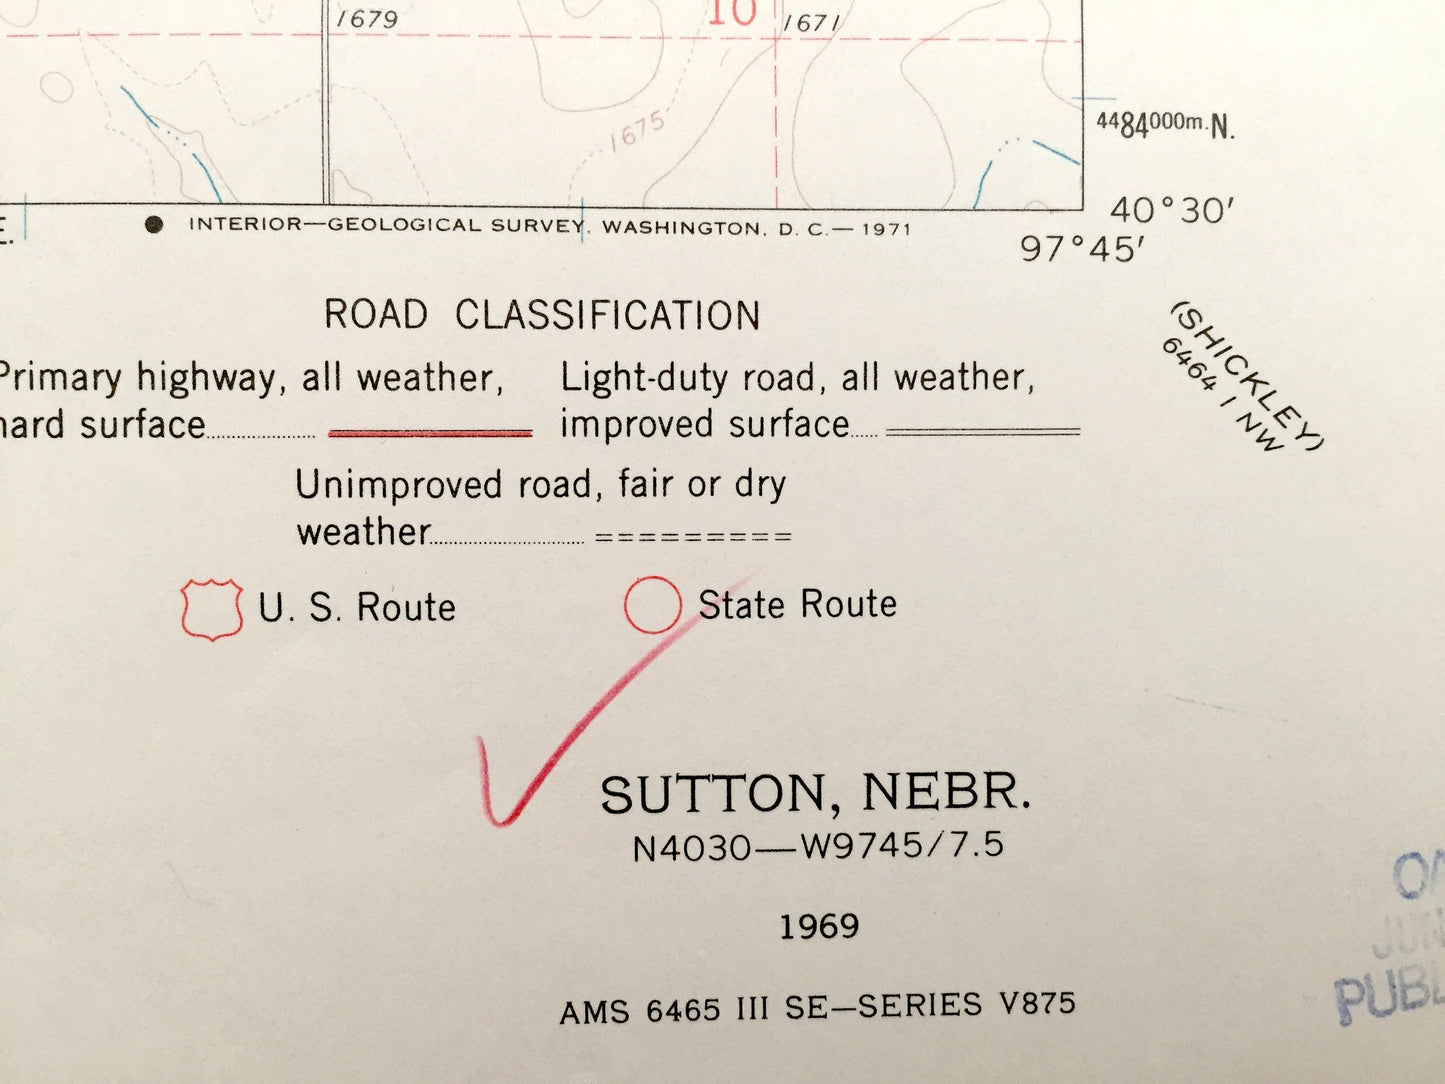 1679
10
1671
1675
4484000m.N.
E.
INTERIOR—GEOLOGICAL SURVEY, WASHINGTON, D. C.— 1971
40°30′
97°45′
(SHICKLEY)
6464 I NW
ROAD CLASSIFICATION
Primary highway, all weather,
hard surface
Light-duty road, all weather,
improved surface
Unimproved road, fair or dry
weather
U. S. Route
State Route
SUTTON, NEBR.
N4030—W9745/7.5
1969
AMS 6465 III SE—SERIES V875